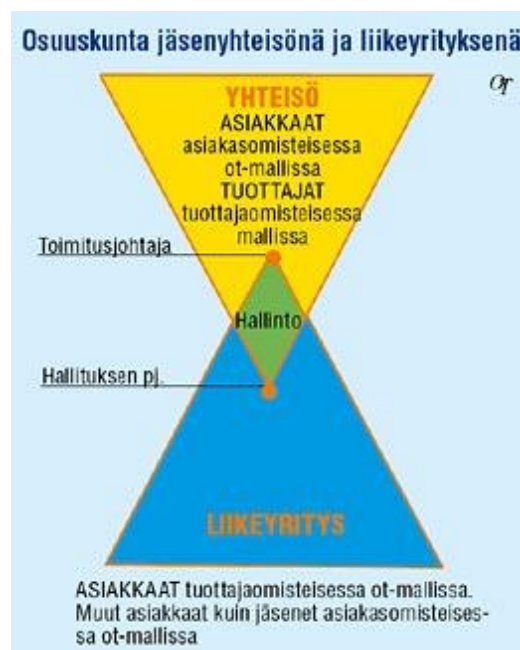 Osuuskunta jäsenyhteisönä ja liikeyrityksenä
or
YHTEISÖ
ASIAKKAAT
asiakasomisteisessa
ot-mallissa
TUOTTAJAT
tuottajaomisteisessa
mallissa
Toimitusjohtaja
Hallinto
Hallituksen pj.
LIIKEYRITYS
ASIAKKAAT tuottajaomisteisessa ot-mallissa.
Muut asiakkaat kuin jäsenet asiakasomisteises-
sa ot-mallissa